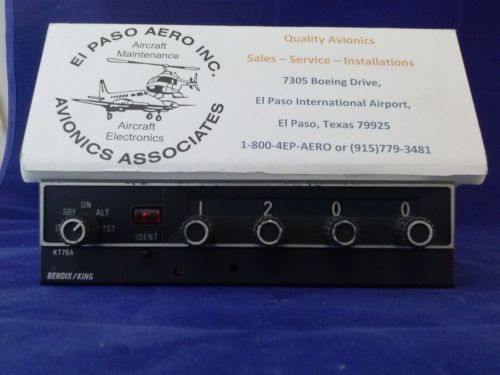 El PASO AERO INC.
Aircraft
Maintenance
Aircraft
Electronics
AVIONICS ASSOCIATES
Quality Avionics
Sales – Service – Installations
7305 Boeing Drive,
El Paso International Airport,
El Paso, Texas 79925
1-800-4EP-AERO or (915)779-3481
SBY ON ALT TST
KT76A
IDENT
1 2 0 0
BENDIX/KING